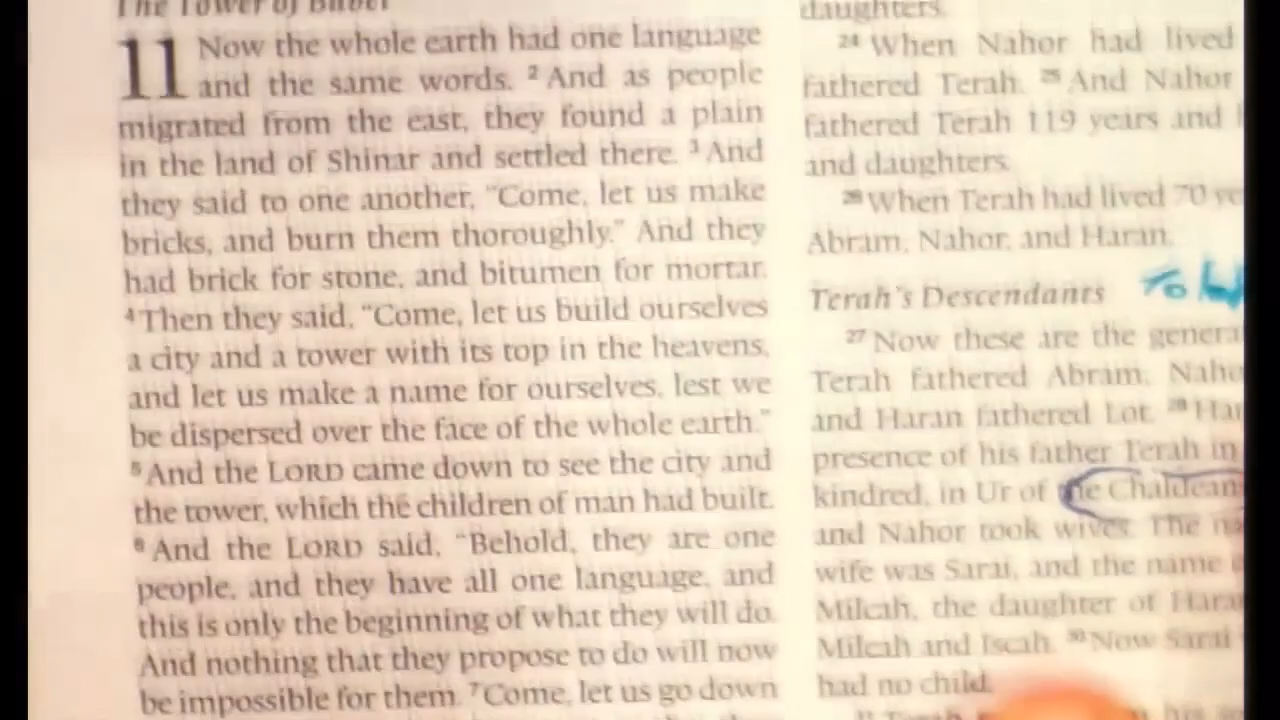 The Tower of Babel
11 Now the whole earth had one language
and the same words. 2 And as people
migrated from the east, they found a plain
in the land of Shinar and settled there. 3 And
they said to one another, “Come, let us make
bricks, and burn them thoroughly.” And they
had brick for stone, and bitumen for mortar.
4 Then they said, “Come, let us build ourselves
a city and a tower with its top in the heavens,
and let us make a name for ourselves, lest we
be dispersed over the face of the whole earth.”
5 And the LORD came down to see the city and
the tower, which the children of man had built.
6 And the LORD said, “Behold, they are one
people, and they have all one language, and
this is only the beginning of what they will do.
And nothing that they propose to do will now
be impossible for them. 7 Come, let us go down
daughters.
24 When Nahor had lived
fathered Terah. 25 And Nahor
fathered Terah 119 years and
and daughters.
26 When Terah had lived 70
Abram, Nahor, and Haran.
Terah's Descendants To
27 Now these are the
Terah fathered Abram,
and Haran fathered Lot. 28
presence of his father Terah in
kindred, in Ur of the Chaldean
and Nahor took wives. The
wife was Sarai, and the name
Milcah, the daughter of
Milcah and Iscah. 30 Now Sarai
had no child.